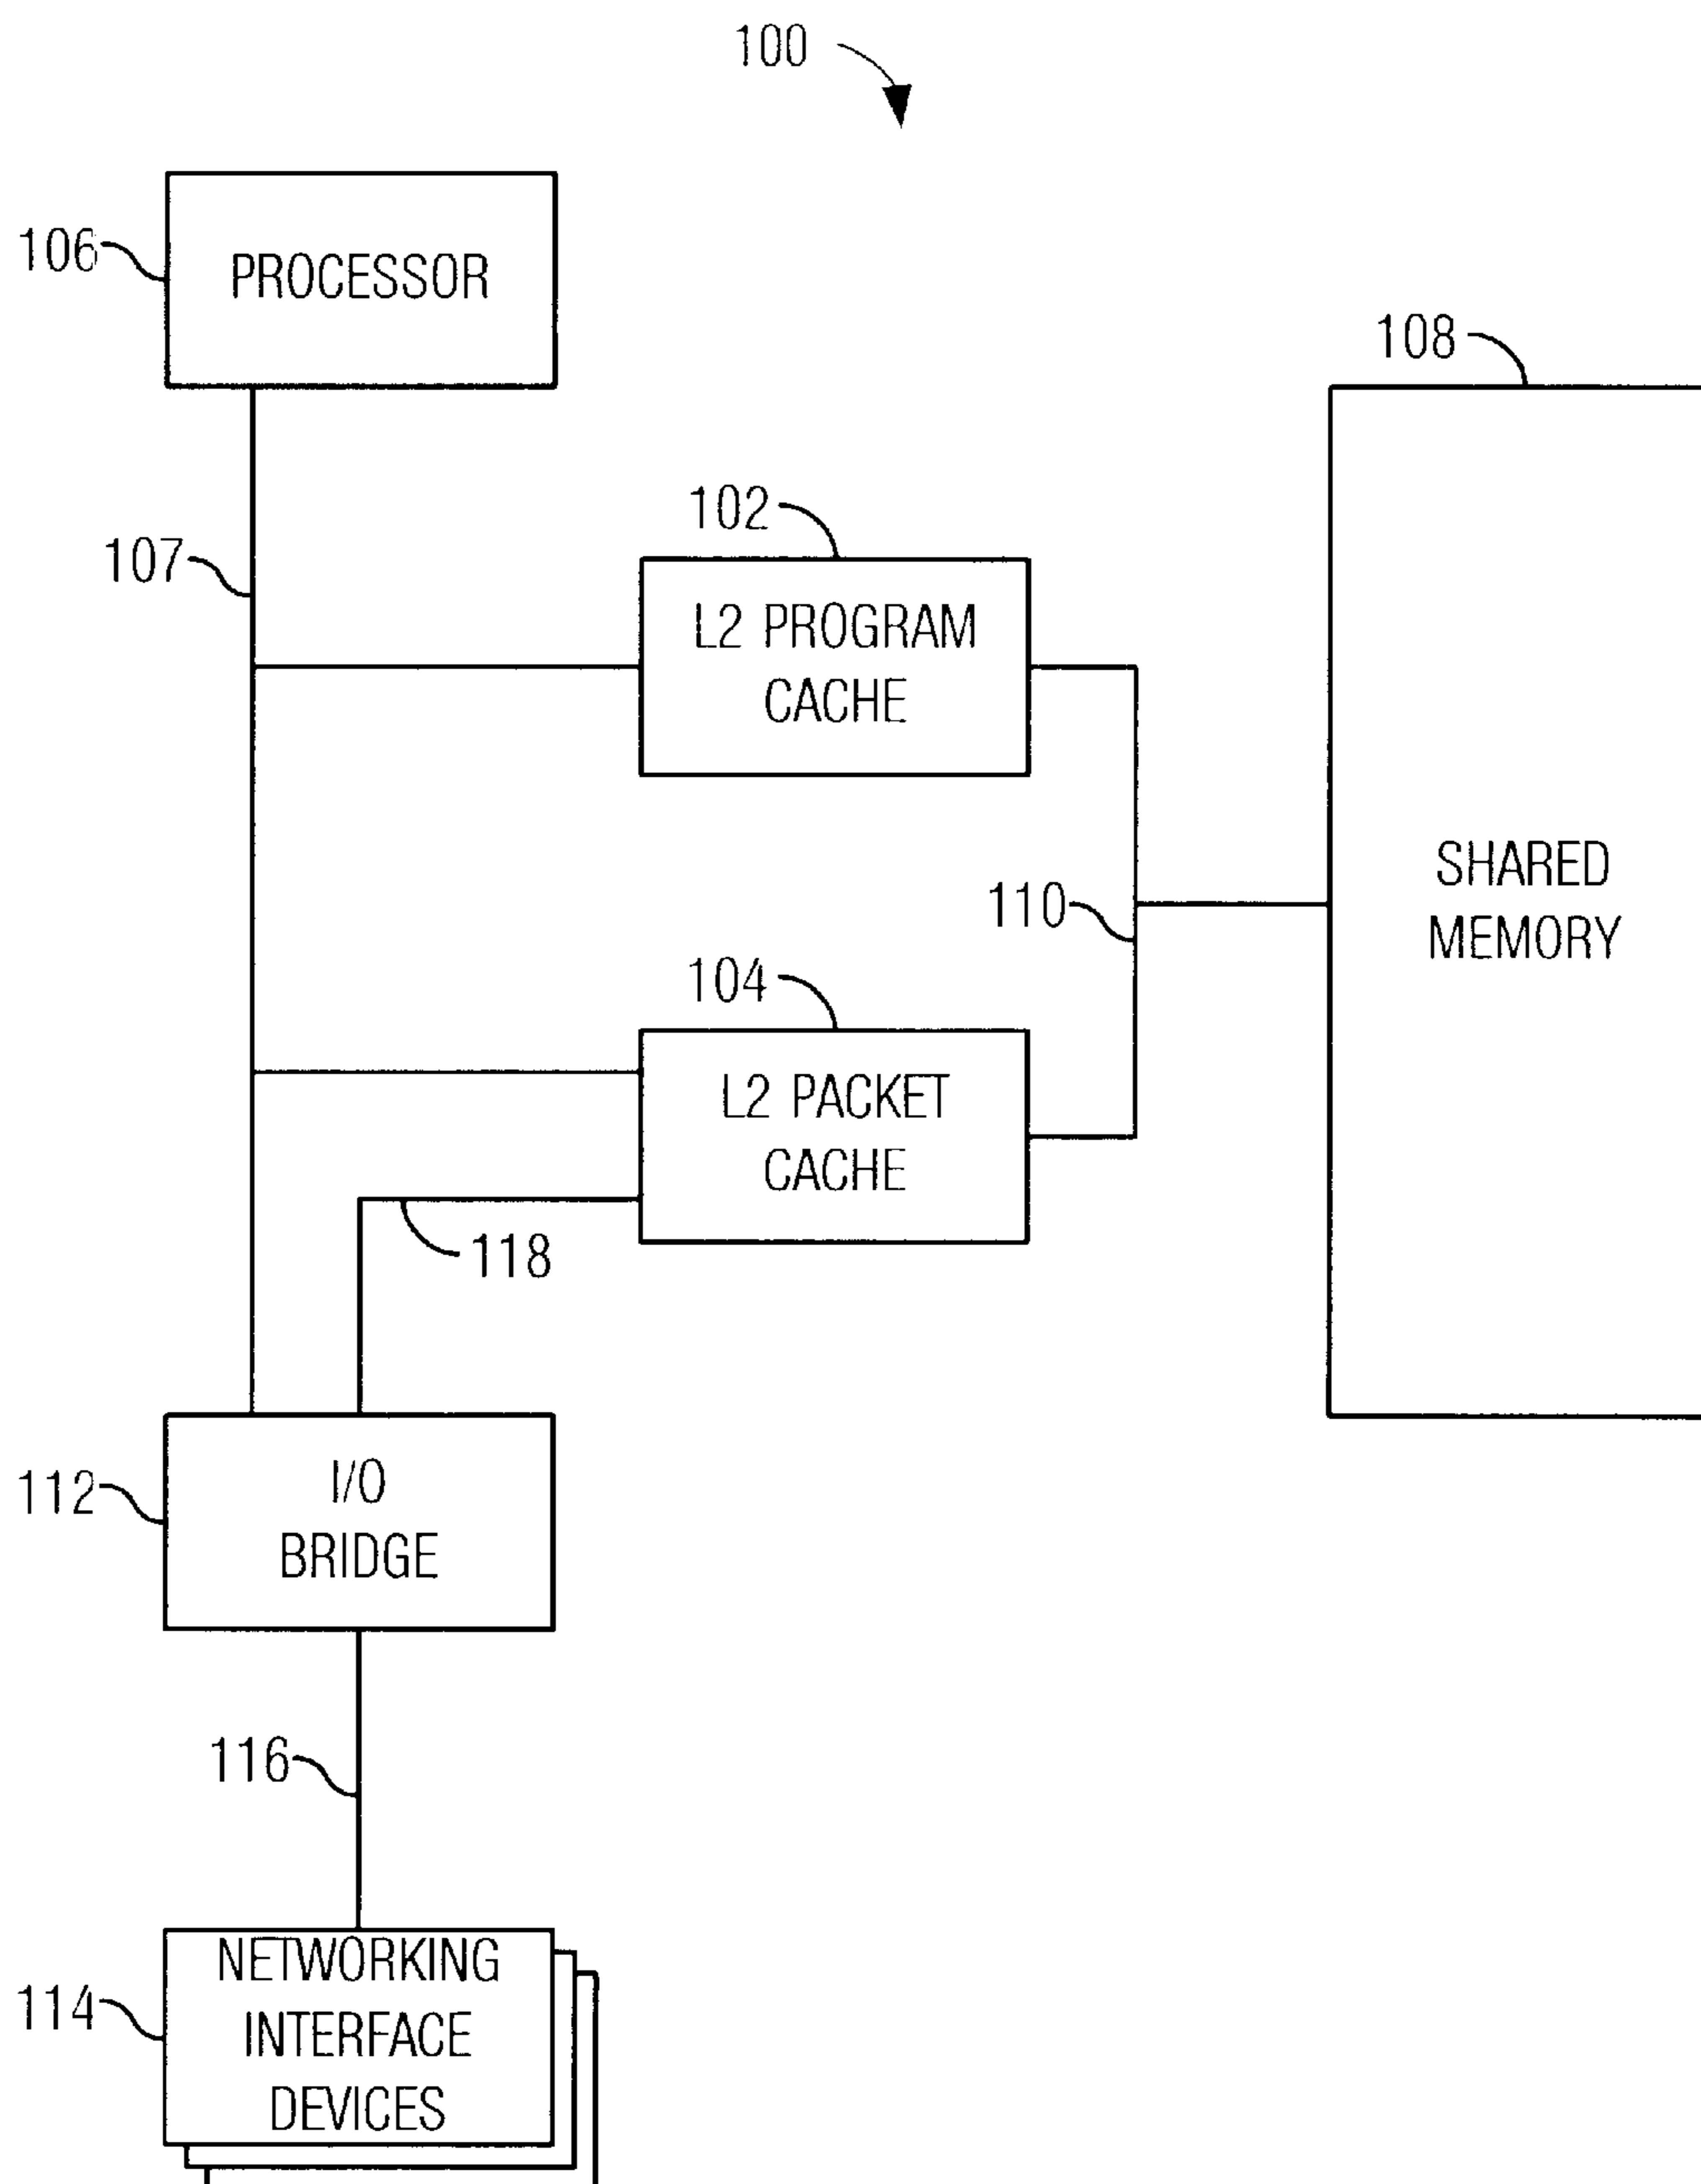 100
106
PROCESSOR
108
102
107
L2 PROGRAM
CACHE
SHARED
MEMORY
110
104
L2 PACKET
CACHE
118
112
I/O
BRIDGE
116
114
NETWORKING
INTERFACE
DEVICES